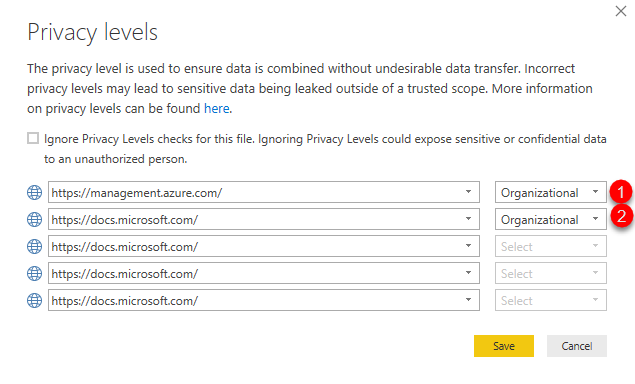 Privacy levels
The privacy level is used to ensure data is combined without undesirable data transfer. Incorrect
privacy levels may lead to sensitive data being leaked outside of a trusted scope. More information
on privacy levels can be found here.
Ignore Privacy Levels checks for this file. Ignoring Privacy Levels could expose sensitive or confidential data
to an unauthorized person.
https://management.azure.com/ Organizational 1
https://docs.microsoft.com/ Organizational 2
https://docs.microsoft.com/ Select
https://docs.microsoft.com/ Select
https://docs.microsoft.com/ Select
Save Cancel